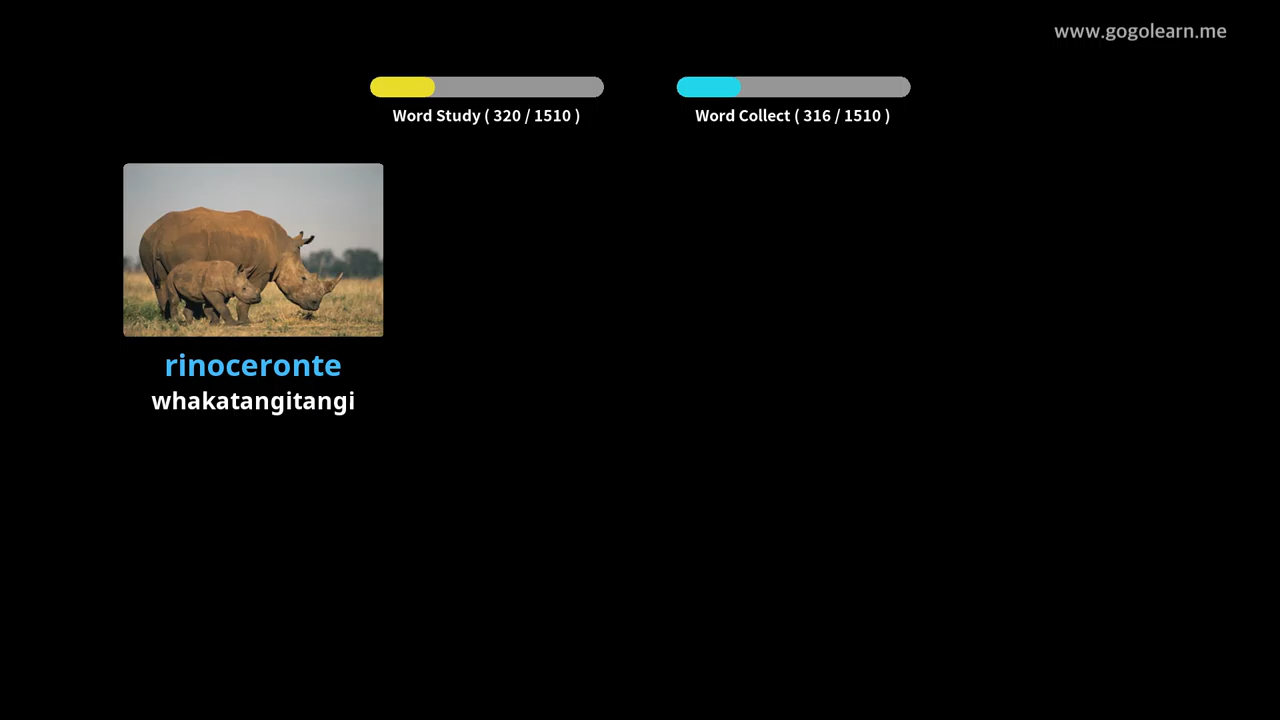 www.gogolearn.me
Word Study ( 320 / 1510 )
Word Collect ( 316 / 1510 )
rinoceronte
whakatangitangi